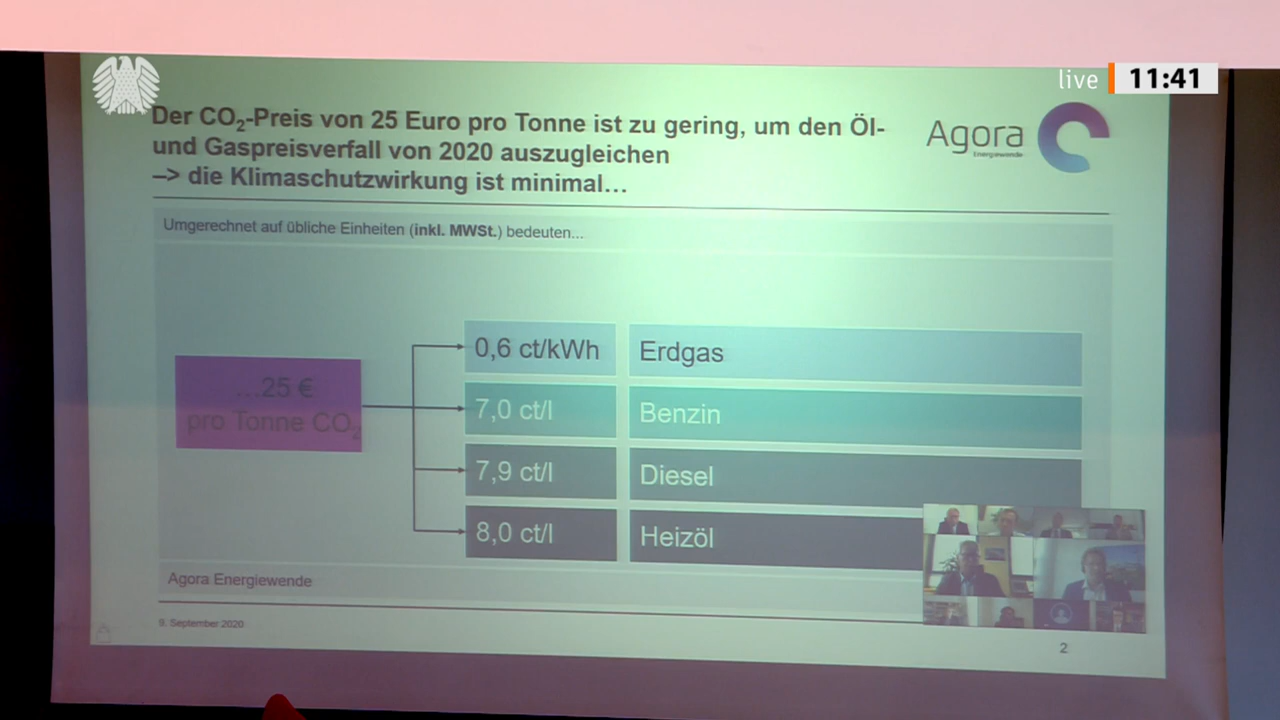 live 11:41
Der CO₂-Preis von 25 Euro pro Tonne ist zu gering, um den Öl-
und Gaspreisverfall von 2020 auszugleichen
–> die Klimaschutzwirkung ist minimal...
Agora
Energiewende
Umgerechnet auf übliche Einheiten (inkl. MWSt.) bedeuten...
...25 €
pro Tonne CO₂
0,6 ct/kWh Erdgas
7,0 ct/l Benzin
7,9 ct/l Diesel
8,0 ct/l Heizöl
Agora Energiewende
9. September 2020
2